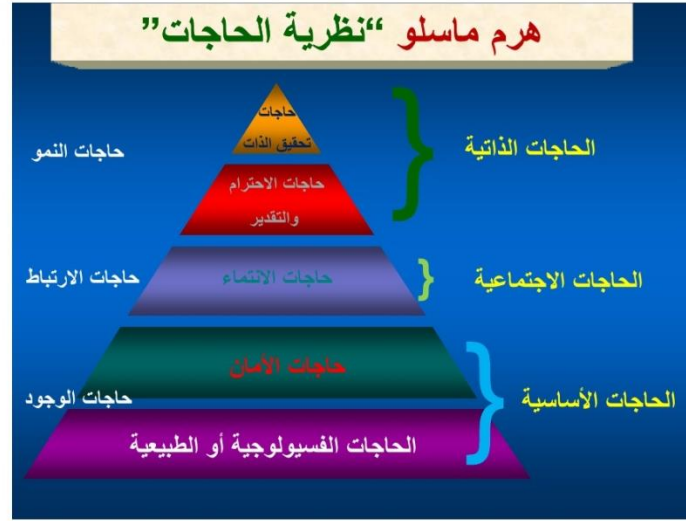 هرم ماسلو “نظرية الحاجات”
حاجات
تحقيق الذات
الحاجات الذاتية
حاجات النمو
حاجات الاحترام
والتقدير
الحاجات الاجتماعية
حاجات الانتماء
حاجات الارتباط
حاجات الأمان
الحاجات الأساسية
حاجات الوجود
الحاجات الفسيولوجية أو الطبيعية